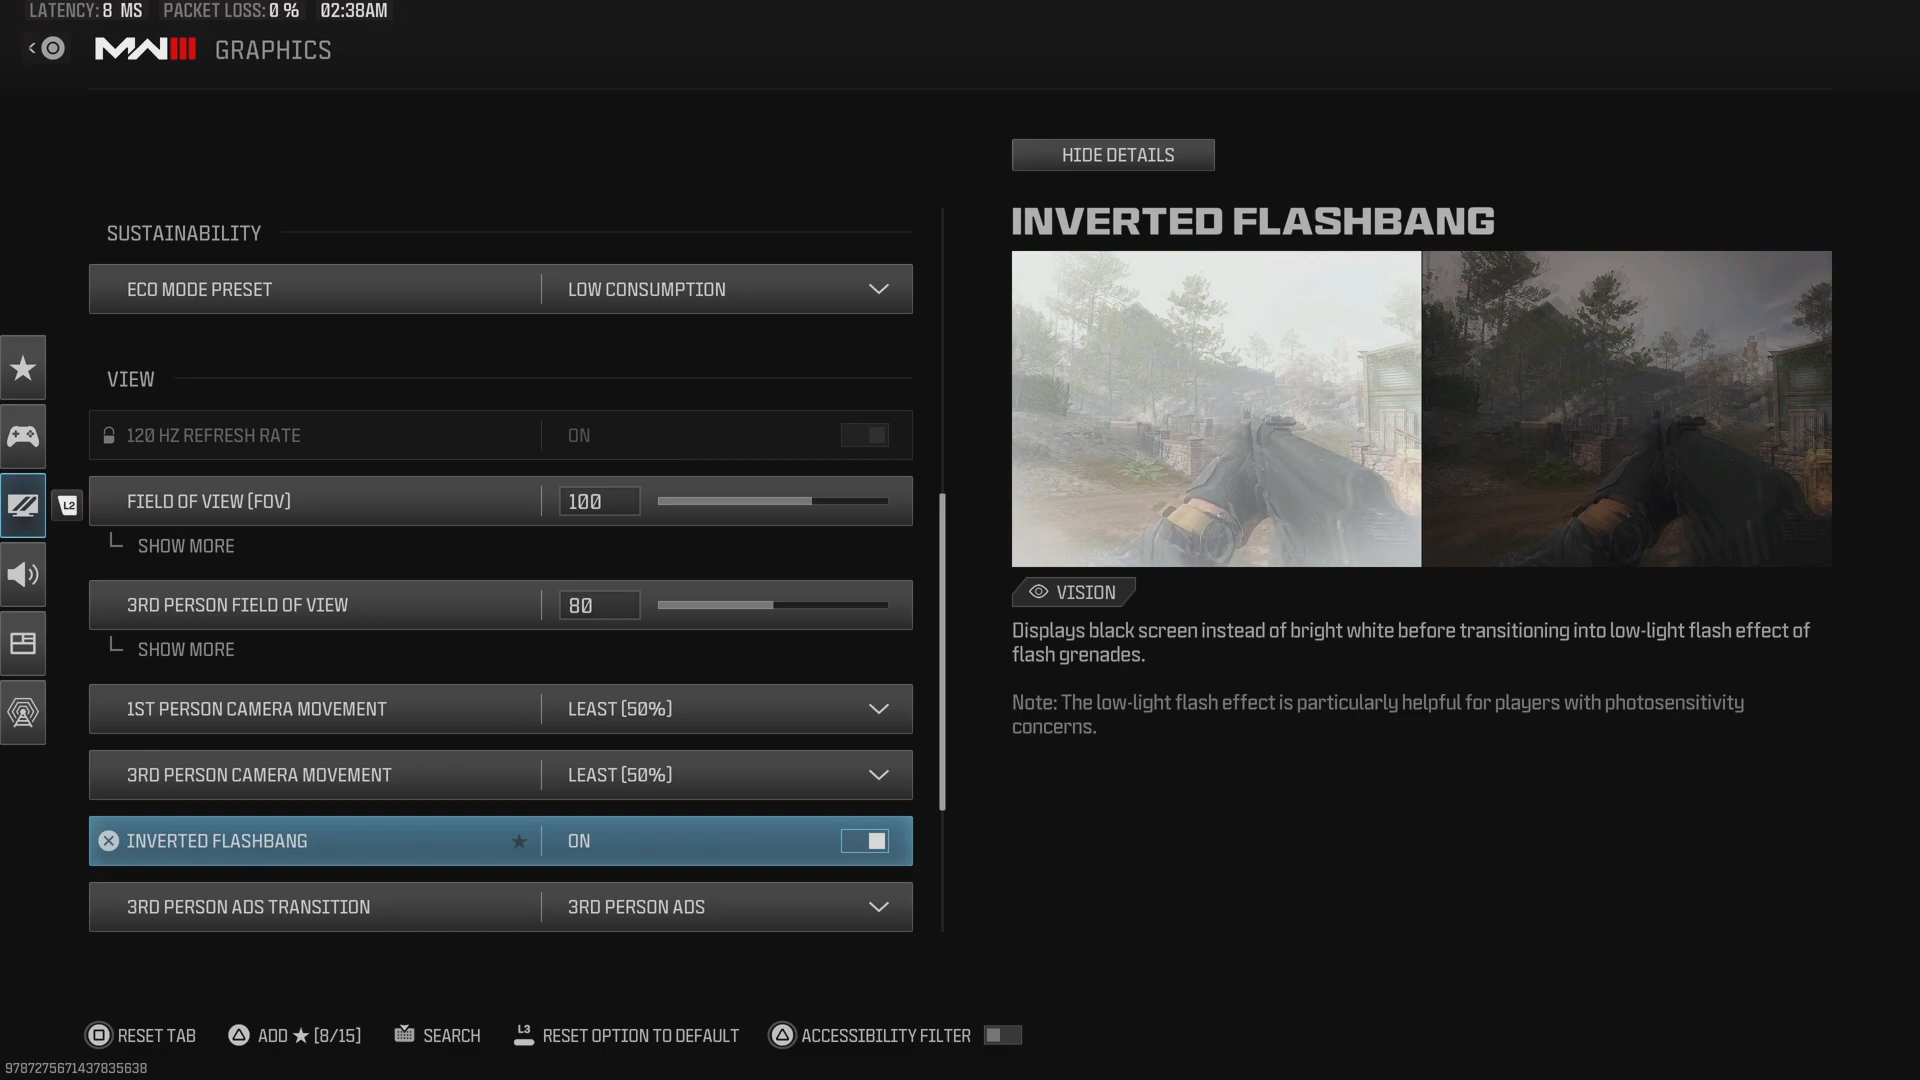 LATENCY: 8 MS PACKET LOSS: 0 % 02:38AM
MWIII GRAPHICS
HIDE DETAILS
SUSTAINABILITY
ECO MODE PRESET LOW CONSUMPTION
VIEW
120 HZ REFRESH RATE ON
FIELD OF VIEW [FOV] 100
SHOW MORE
3RD PERSON FIELD OF VIEW 80
SHOW MORE
1ST PERSON CAMERA MOVEMENT LEAST [50%]
3RD PERSON CAMERA MOVEMENT LEAST [50%]
INVERTED FLASHBANG ★ ON
3RD PERSON ADS TRANSITION 3RD PERSON ADS
L2
INVERTED FLASHBANG
VISION
Displays black screen instead of bright white before transitioning into low-light flash effect of
flash grenades.
Note: The low-light flash effect is particularly helpful for players with photosensitivity
concerns.
RESET TAB ADD ★ [8/15] SEARCH L3 RESET OPTION TO DEFAULT ACCESSIBILITY FILTER
9787275671437835638